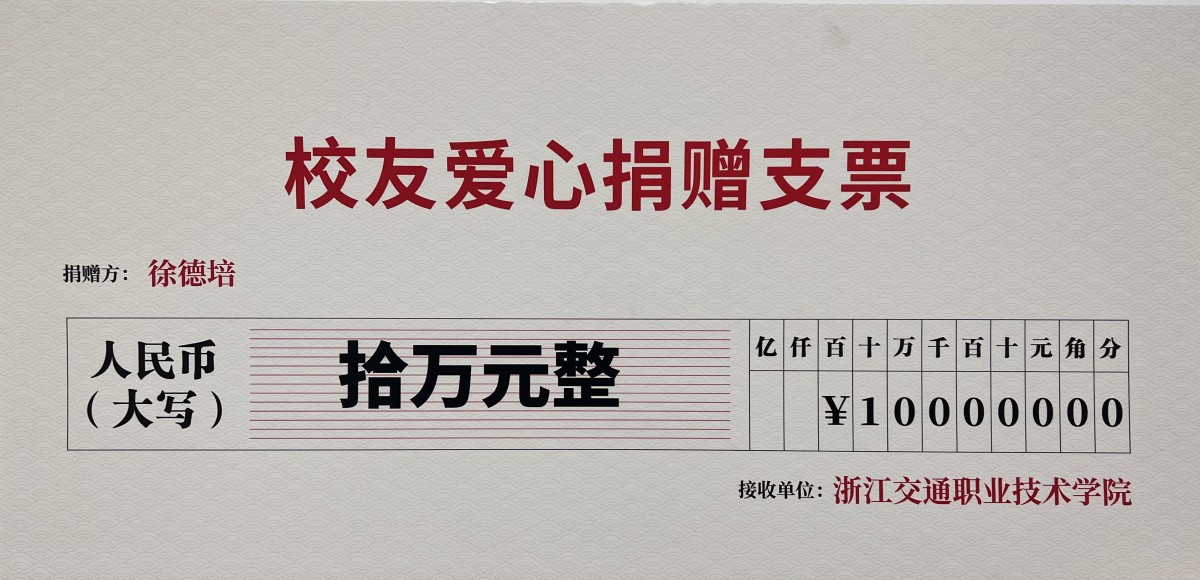 校友爱心捐赠支票
捐赠方：徐德培
人民币
（大写）
拾万元整
亿仟百十万千百十元角分
¥10000000
接收单位：浙江交通职业技术学院